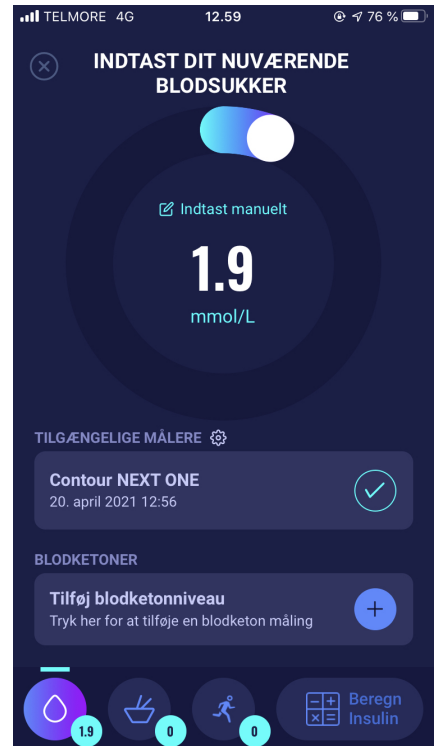 TELMORE 4G 12.59 76 %
INDTAST DIT NUVÆRENDE
BLODSUKKER
Indtast manuelt
1.9
mmol/L
TILGÆNGELIGE MÅLERE
Contour NEXT ONE
20. april 2021 12:56
BLODKETONER
Tilføj blodketonniveau
Tryk her for at tilføje en blodketon måling
1.9 0 0
Beregn
Insulin